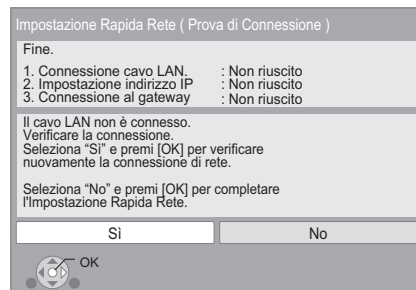 Impostazione Rapida Rete ( Prova di Connessione )
Fine.
1. Connessione cavo LAN. : Non riuscito
2. Impostazione indirizzo IP : Non riuscito
3. Connessione al gateway : Non riuscito
Il cavo LAN non è connesso.
Verificare la connessione.
Seleziona “Sì” e premi [OK] per verificare
nuovamente la connessione di rete.
Seleziona “No” e premi [OK] per completare
l'Impostazione Rapida Rete.
Sì No
OK